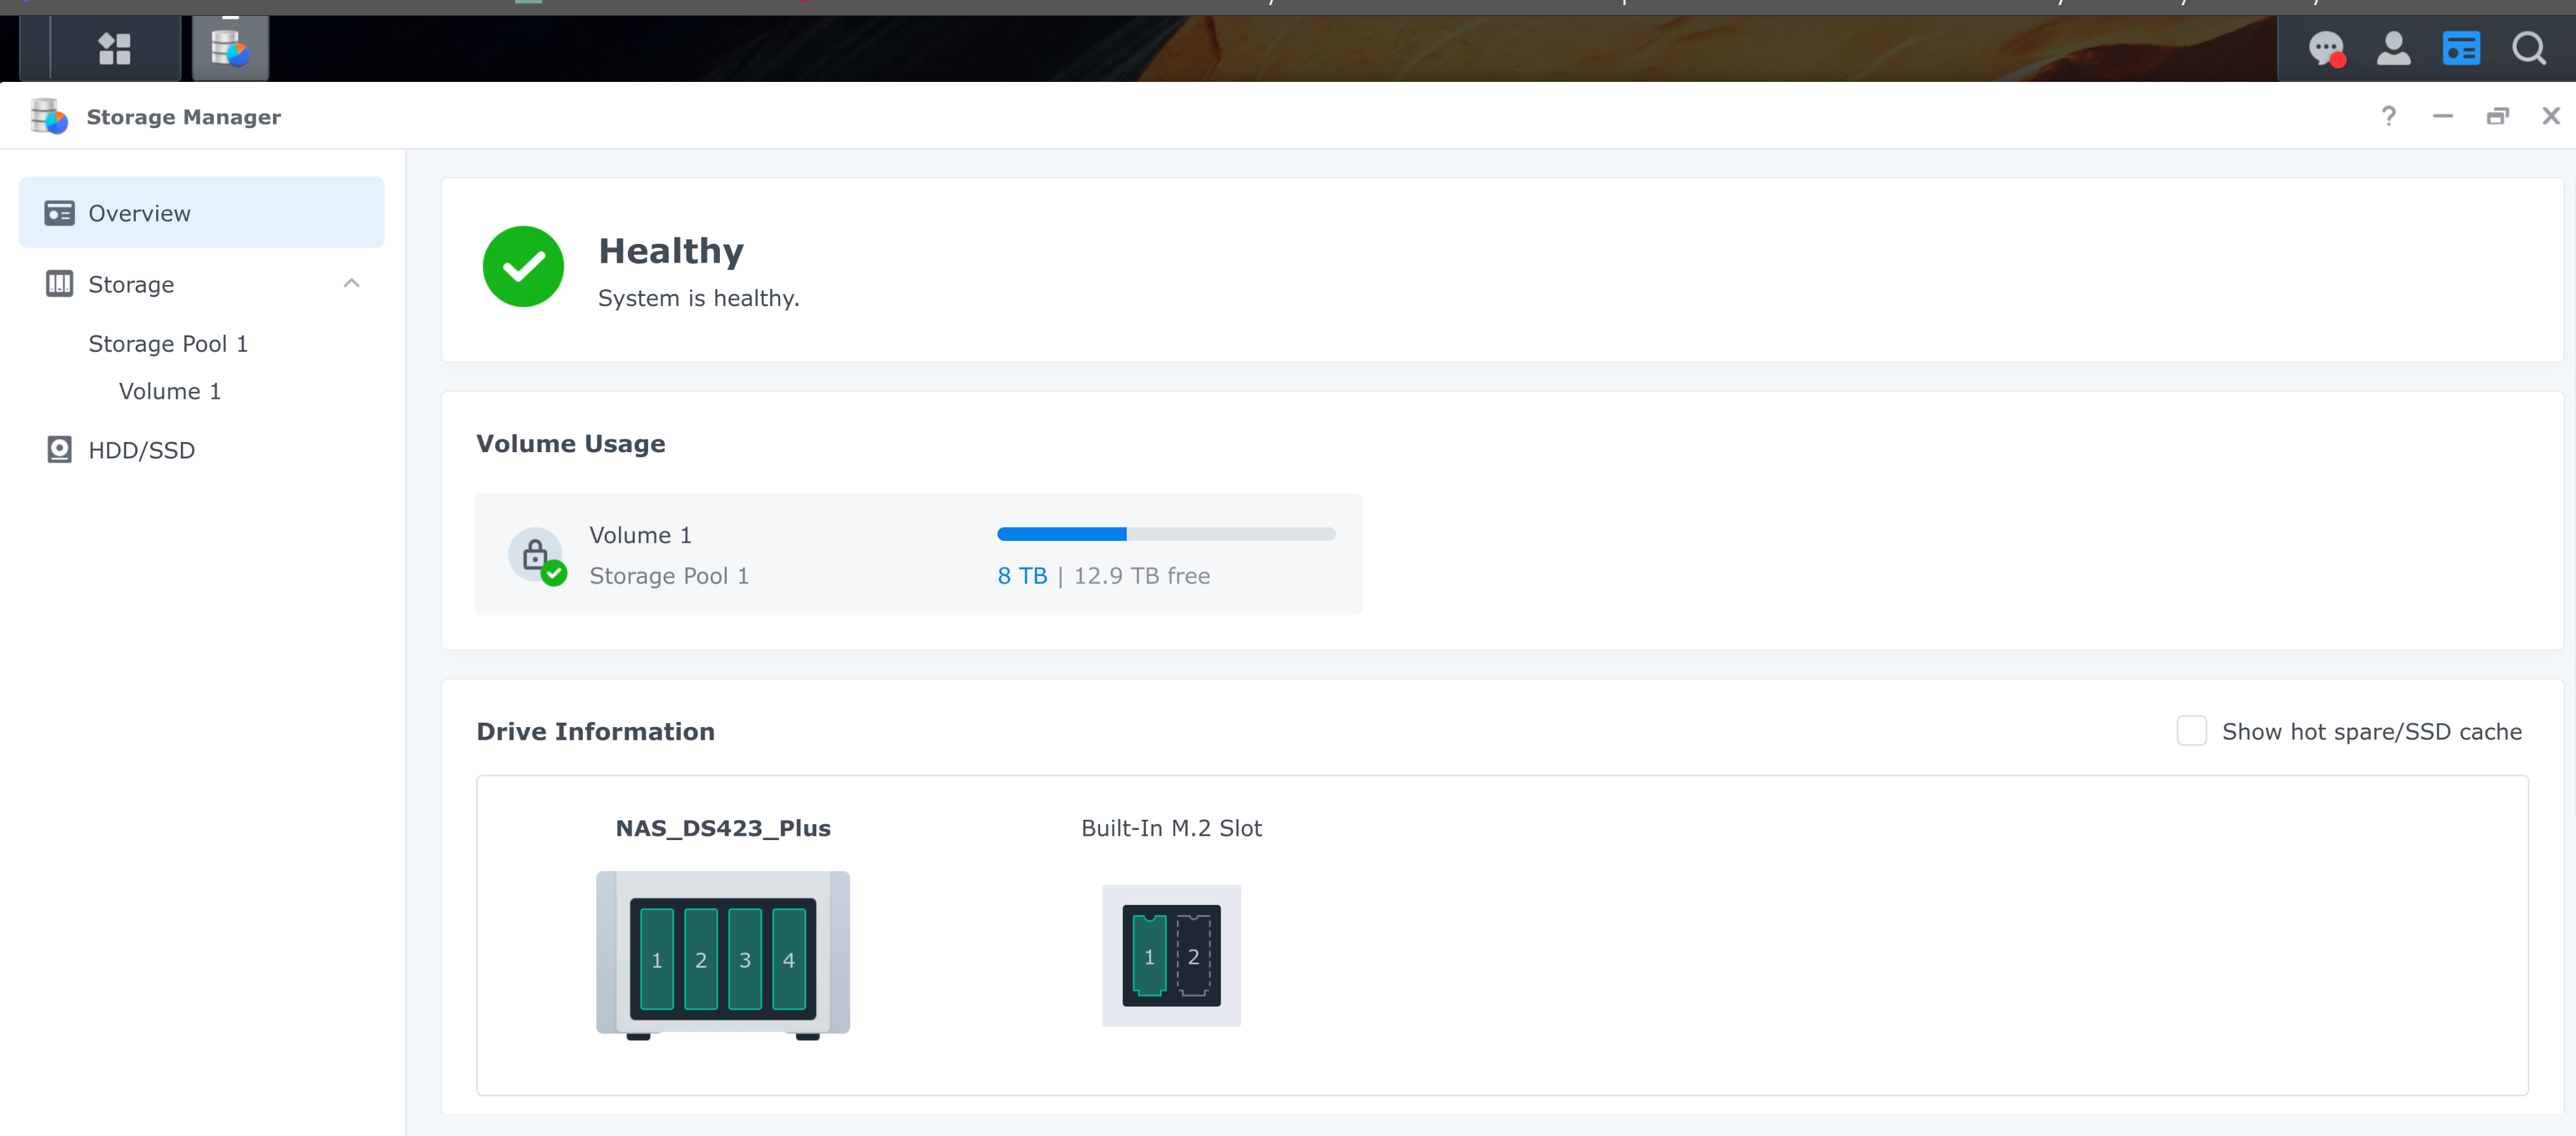 Storage Manager
?
Overview
Storage
Storage Pool 1
Volume 1
HDD/SSD
Healthy
System is healthy.
Volume Usage
Volume 1
Storage Pool 1
8 TB | 12.9 TB free
Drive Information
Show hot spare/SSD cache
NAS_DS423_Plus
Built-In M.2 Slot
1 2 3 4
1 2